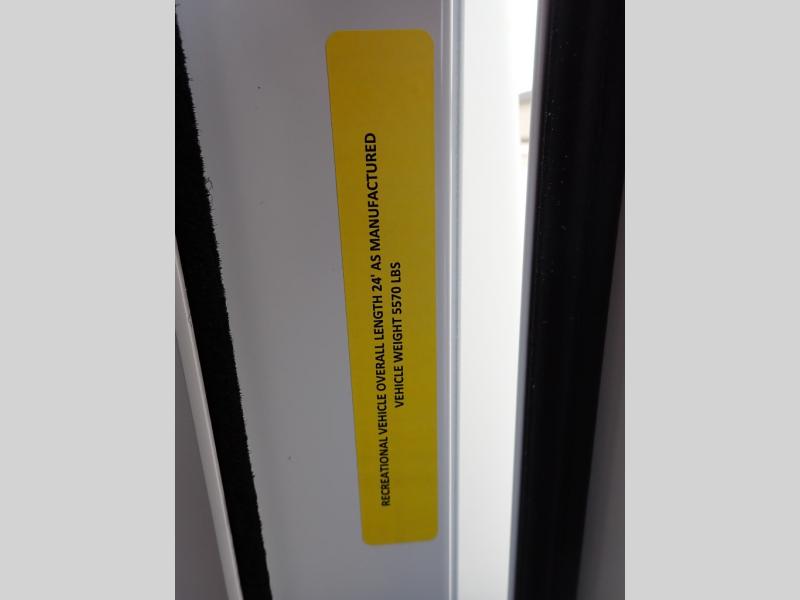 RECREATIONAL VEHICLE OVERALL LENGTH 24' AS MANUFACTURED
VEHICLE WEIGHT 5570 LBS